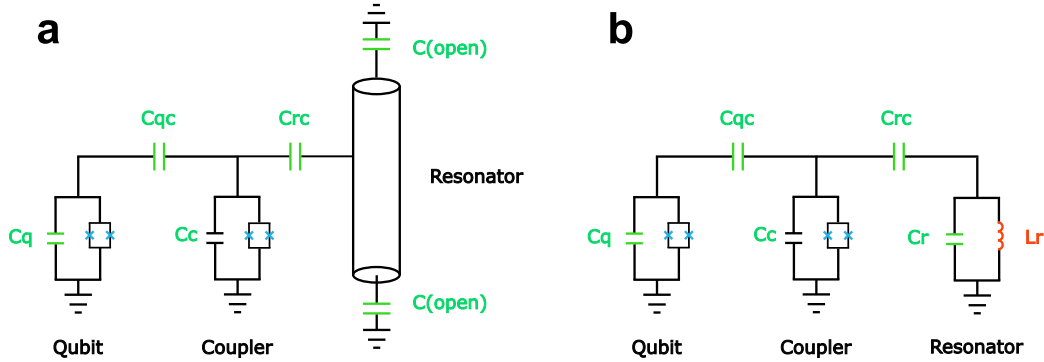 a
C(open)
Cqc
Crc
Resonator
Cq
Cc
C(open)
Qubit
Coupler
b
Cqc
Crc
Cq
Cc
Cr
Lr
Qubit
Coupler
Resonator